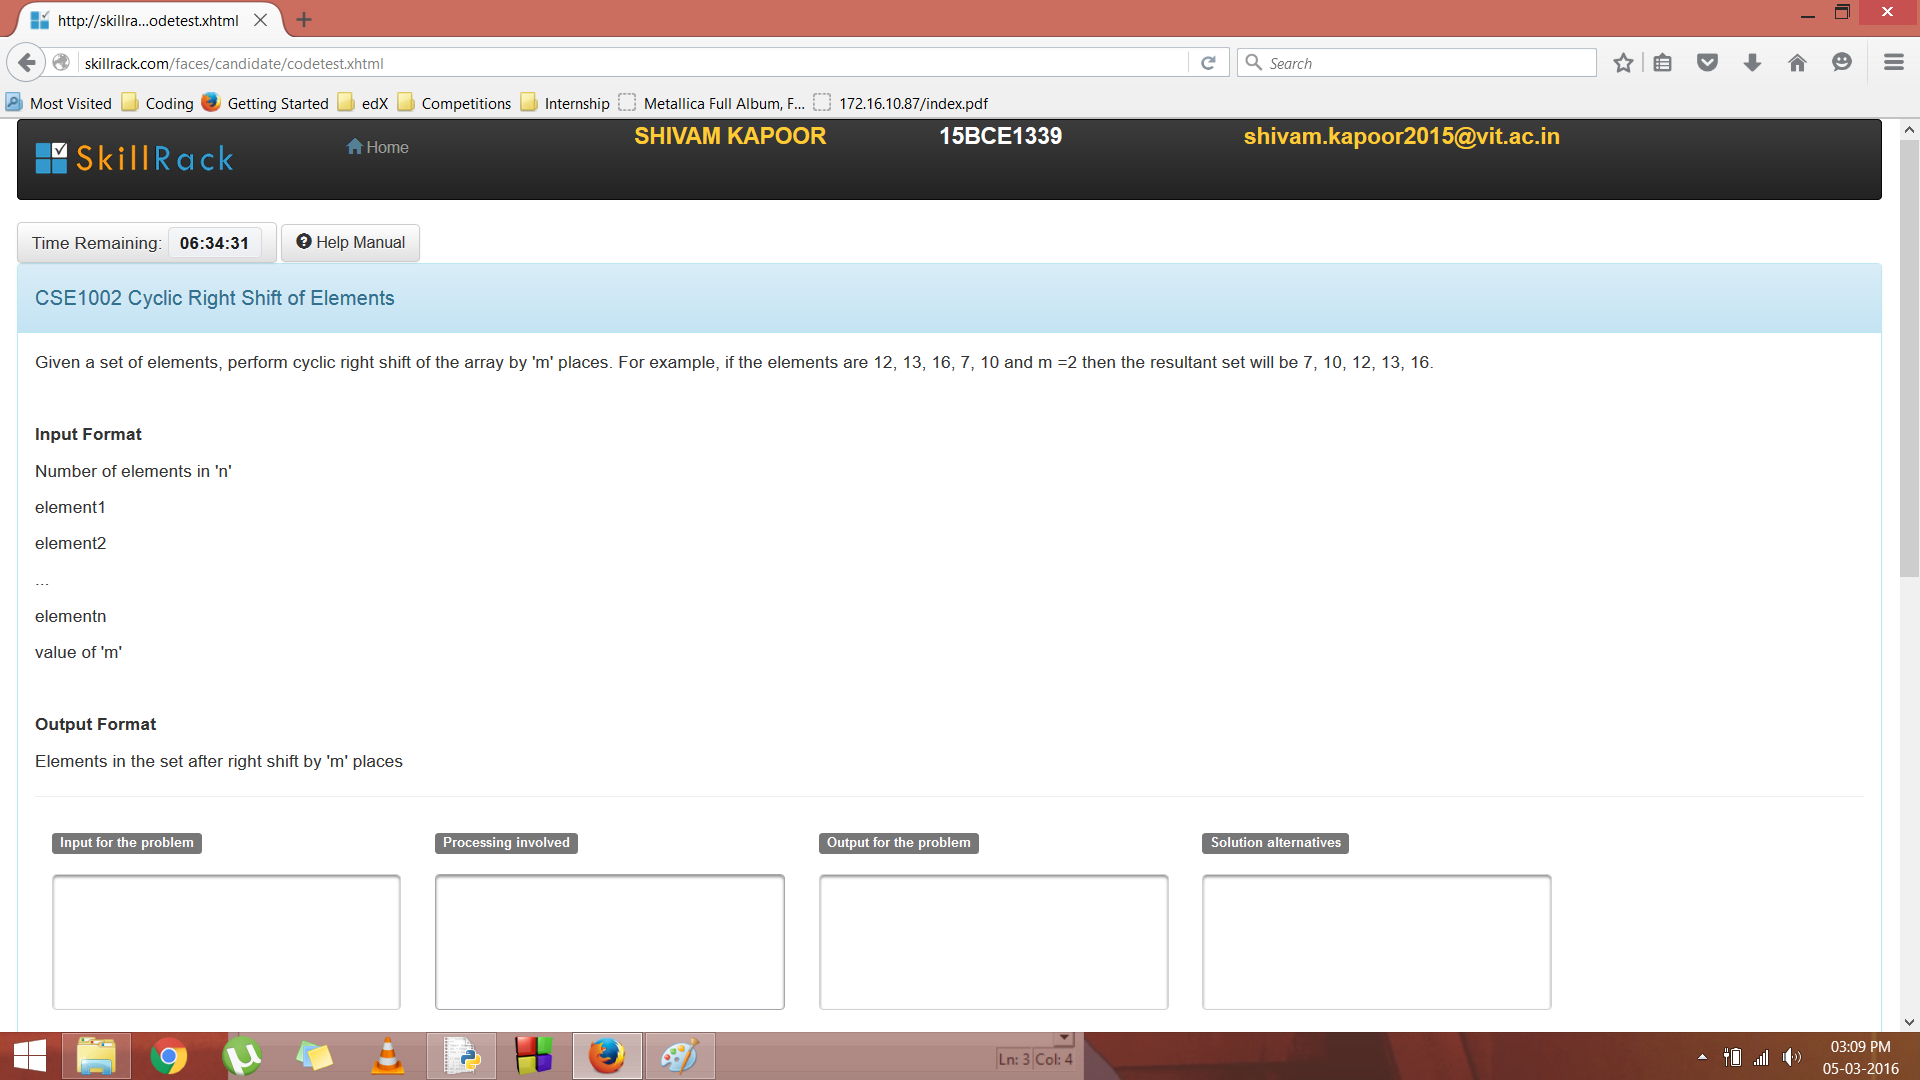 http://skillra...odetest.xhtml
skillrack.com/faces/candidate/codetest.xhtml
Search
Most Visited Coding Getting Started edX Competitions Internship Metallica Full Album, F... 172.16.10.87/index.pdf
SkillRack
Home
SHIVAM KAPOOR
15BCE1339
shivam.kapoor2015@vit.ac.in
Time Remaining: 06:34:31
Help Manual
CSE1002 Cyclic Right Shift of Elements
Given a set of elements, perform cyclic right shift of the array by 'm' places. For example, if the elements are 12, 13, 16, 7, 10 and m =2 then the resultant set will be 7, 10, 12, 13, 16.
Input Format
Number of elements in 'n'
element1
element2
...
elementn
value of 'm'
Output Format
Elements in the set after right shift by 'm' places
Input for the problem
Processing involved
Output for the problem
Solution alternatives
Ln: 3 Col: 4
03:09 PM
05-03-2016